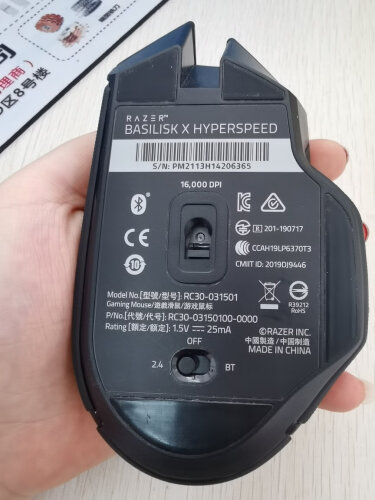 RAZER™
BASILISK X HYPERSPEED
S/N: PM2113H14206365
16,000 DPI
R 201-190717
CCAH19LP6370T3
CMIIT ID: 2019DJ9446
10
Model No.[型號/型号]: RC30-031501
Gaming Mouse/遊戲滑鼠/游戏鼠标
P/No.[代號/代号]: RC30-03150100-0000
Rating [額定/额定]: 1.5V ⎓ 25mA
R39212
RoHS
©RAZER INC.
中國製造 / 中国制造
MADE IN CHINA
OFF
2.4
BT
理商)
区8号楼